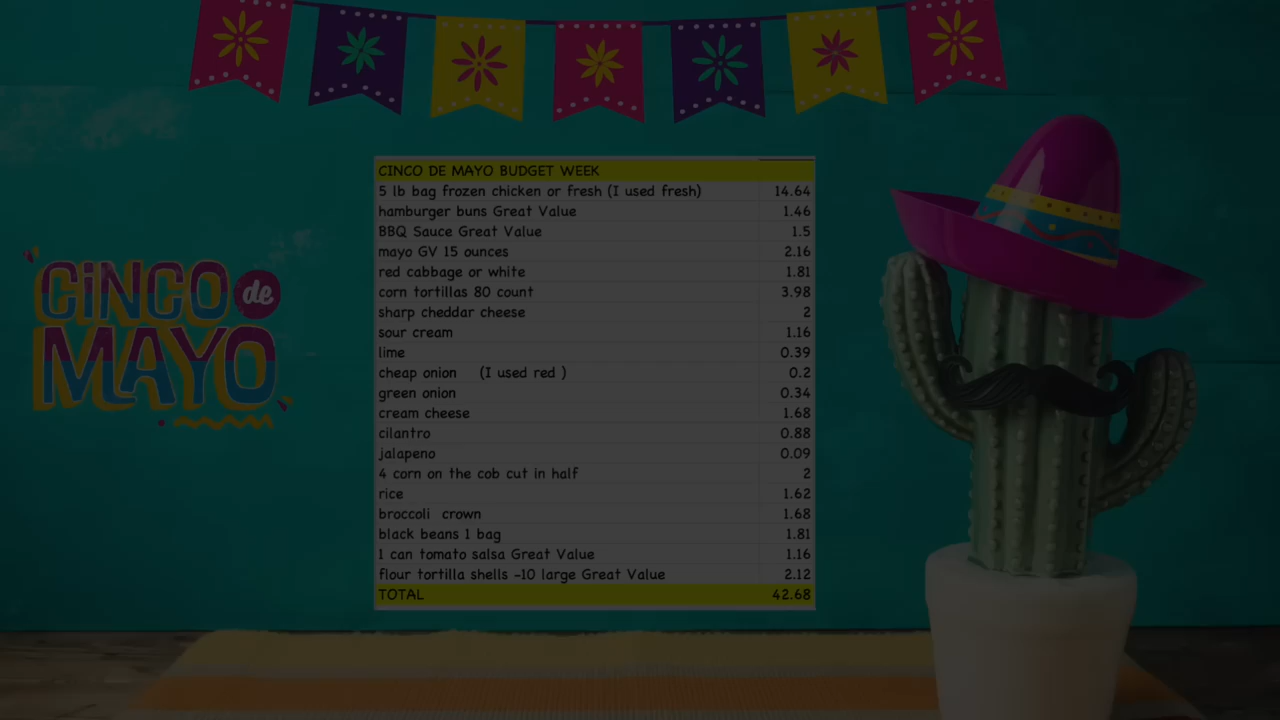 CINCO de
MAYO
CINCO DE MAYO BUDGET WEEK
5 lb bag frozen chicken or fresh (I used fresh) 14.64
hamburger buns Great Value 1.46
BBQ Sauce Great Value 1.5
mayo GV 15 ounces 2.16
red cabbage or white 1.81
corn tortillas 80 count 3.98
sharp cheddar cheese 2
sour cream 1.16
lime 0.39
cheap onion (I used red ) 0.2
green onion 0.34
cream cheese 1.68
cilantro 0.88
jalapeno 0.09
4 corn on the cob cut in half 2
rice 1.62
broccoli crown 1.68
black beans 1 bag 1.81
1 can tomato salsa Great Value 1.16
flour tortilla shells -10 large Great Value 2.12
TOTAL 42.68